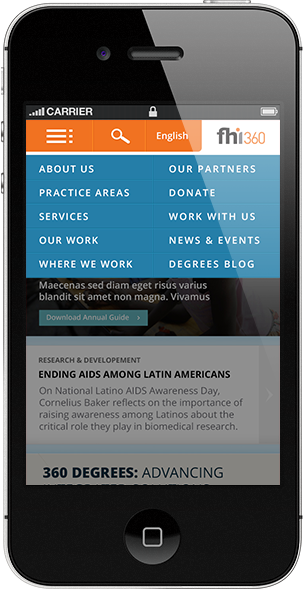 CARRIER
English
fhi360
ABOUT US
OUR PARTNERS
PRACTICE AREAS
DONATE
SERVICES
WORK WITH US
OUR WORK
NEWS & EVENTS
WHERE WE WORK
DEGREES BLOG
Maecenas sed diam eget risus varius
blandit sit amet non magna. Vivamus
Download Annual Guide
RESEARCH & DEVELOPEMENT
ENDING AIDS AMONG LATIN AMERICANS
On National Latino AIDS Awareness Day,
Cornelius Baker reflects on the importance of
raising awareness among Latinos about the
critical role they play in biomedical research.
360 DEGREES: ADVANCING